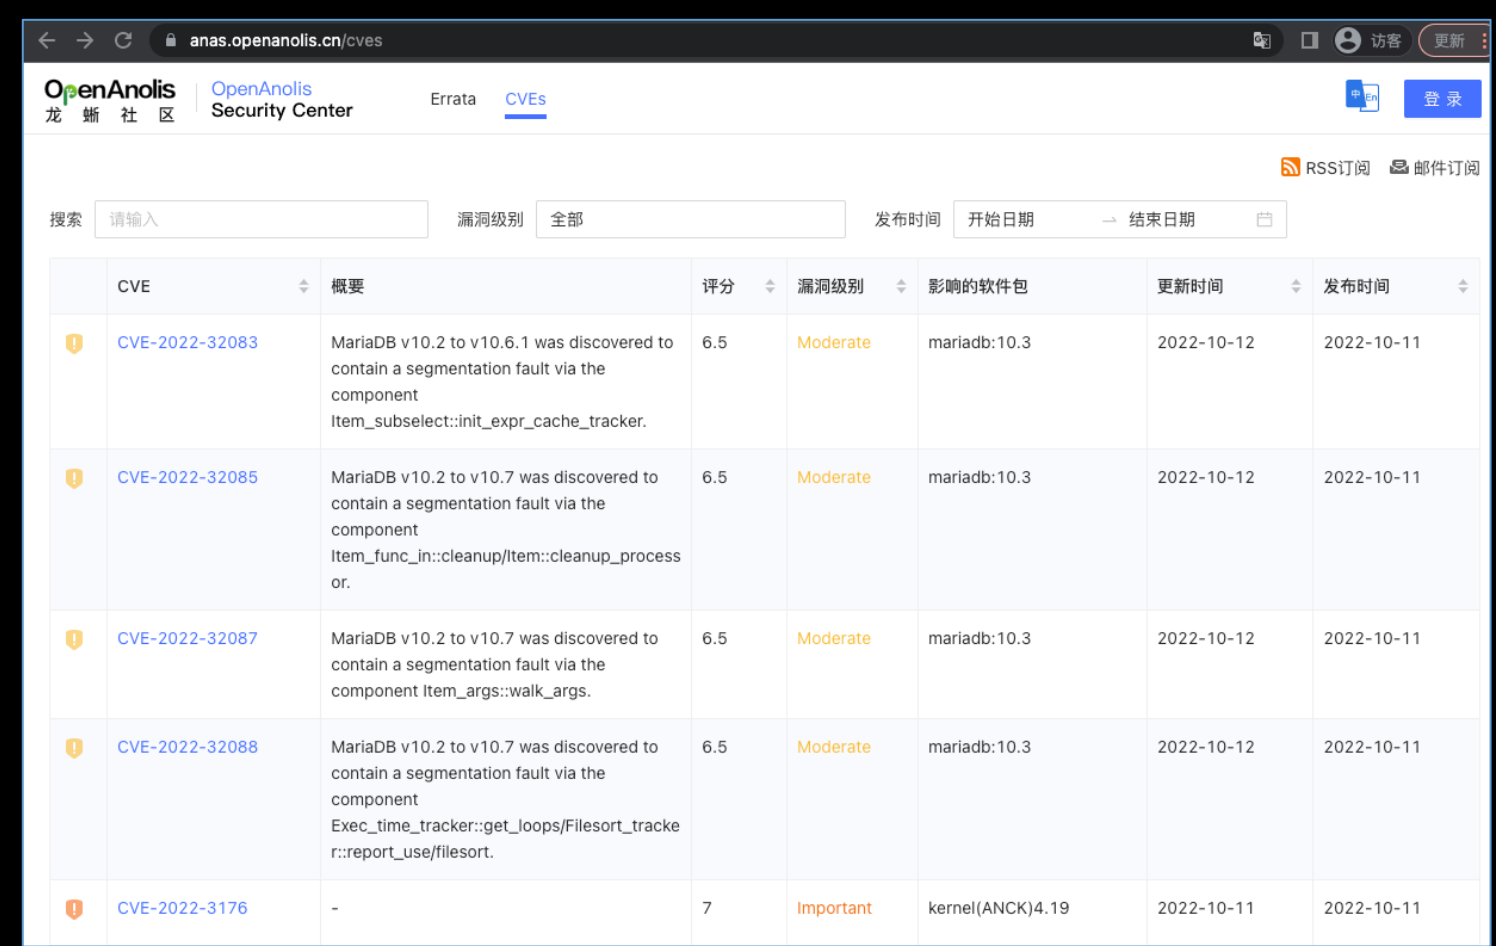 anas.openanolis.cn/cves
访客
更新
OpenAnolis
龙 蜥 社 区
OpenAnolis
Security Center
Errata
CVEs
中 En
登 录
RSS订阅
邮件订阅
搜索
请输入
漏洞级别
全部
发布时间
开始日期
结束日期
CVE 概要 评分 漏洞级别 影响的软件包 更新时间 发布时间
CVE-2022-32083 MariaDB v10.2 to v10.6.1 was discovered to 6.5 Moderate mariadb:10.3 2022-10-12 2022-10-11
contain a segmentation fault via the
component
Item_subselect::init_expr_cache_tracker.
CVE-2022-32085 MariaDB v10.2 to v10.7 was discovered to 6.5 Moderate mariadb:10.3 2022-10-12 2022-10-11
contain a segmentation fault via the
component
Item_func_in::cleanup/Item::cleanup_process
or.
CVE-2022-32087 MariaDB v10.2 to v10.7 was discovered to 6.5 Moderate mariadb:10.3 2022-10-12 2022-10-11
contain a segmentation fault via the
component Item_args::walk_args.
CVE-2022-32088 MariaDB v10.2 to v10.7 was discovered to 6.5 Moderate mariadb:10.3 2022-10-12 2022-10-11
contain a segmentation fault via the
component
Exec_time_tracker::get_loops/Filesort_tracke
r::report_use/filesort.
CVE-2022-3176 - 7 Important kernel(ANCK)4.19 2022-10-11 2022-10-11